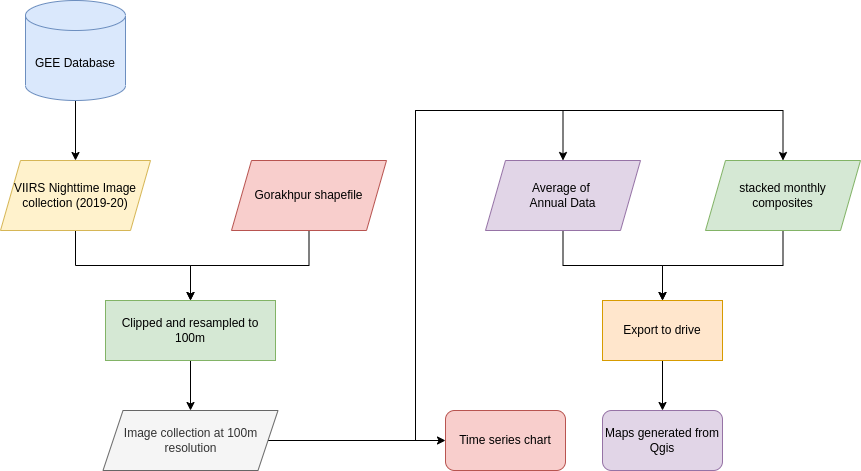 GEE Database
VIIRS Nighttime Image
collection (2019-20)
Gorakhpur shapefile
Average of
Annual Data
stacked monthly
composites
Clipped and resampled to
100m
Export to drive
Image collection at 100m
resolution
Time series chart
Maps generated from
Qgis